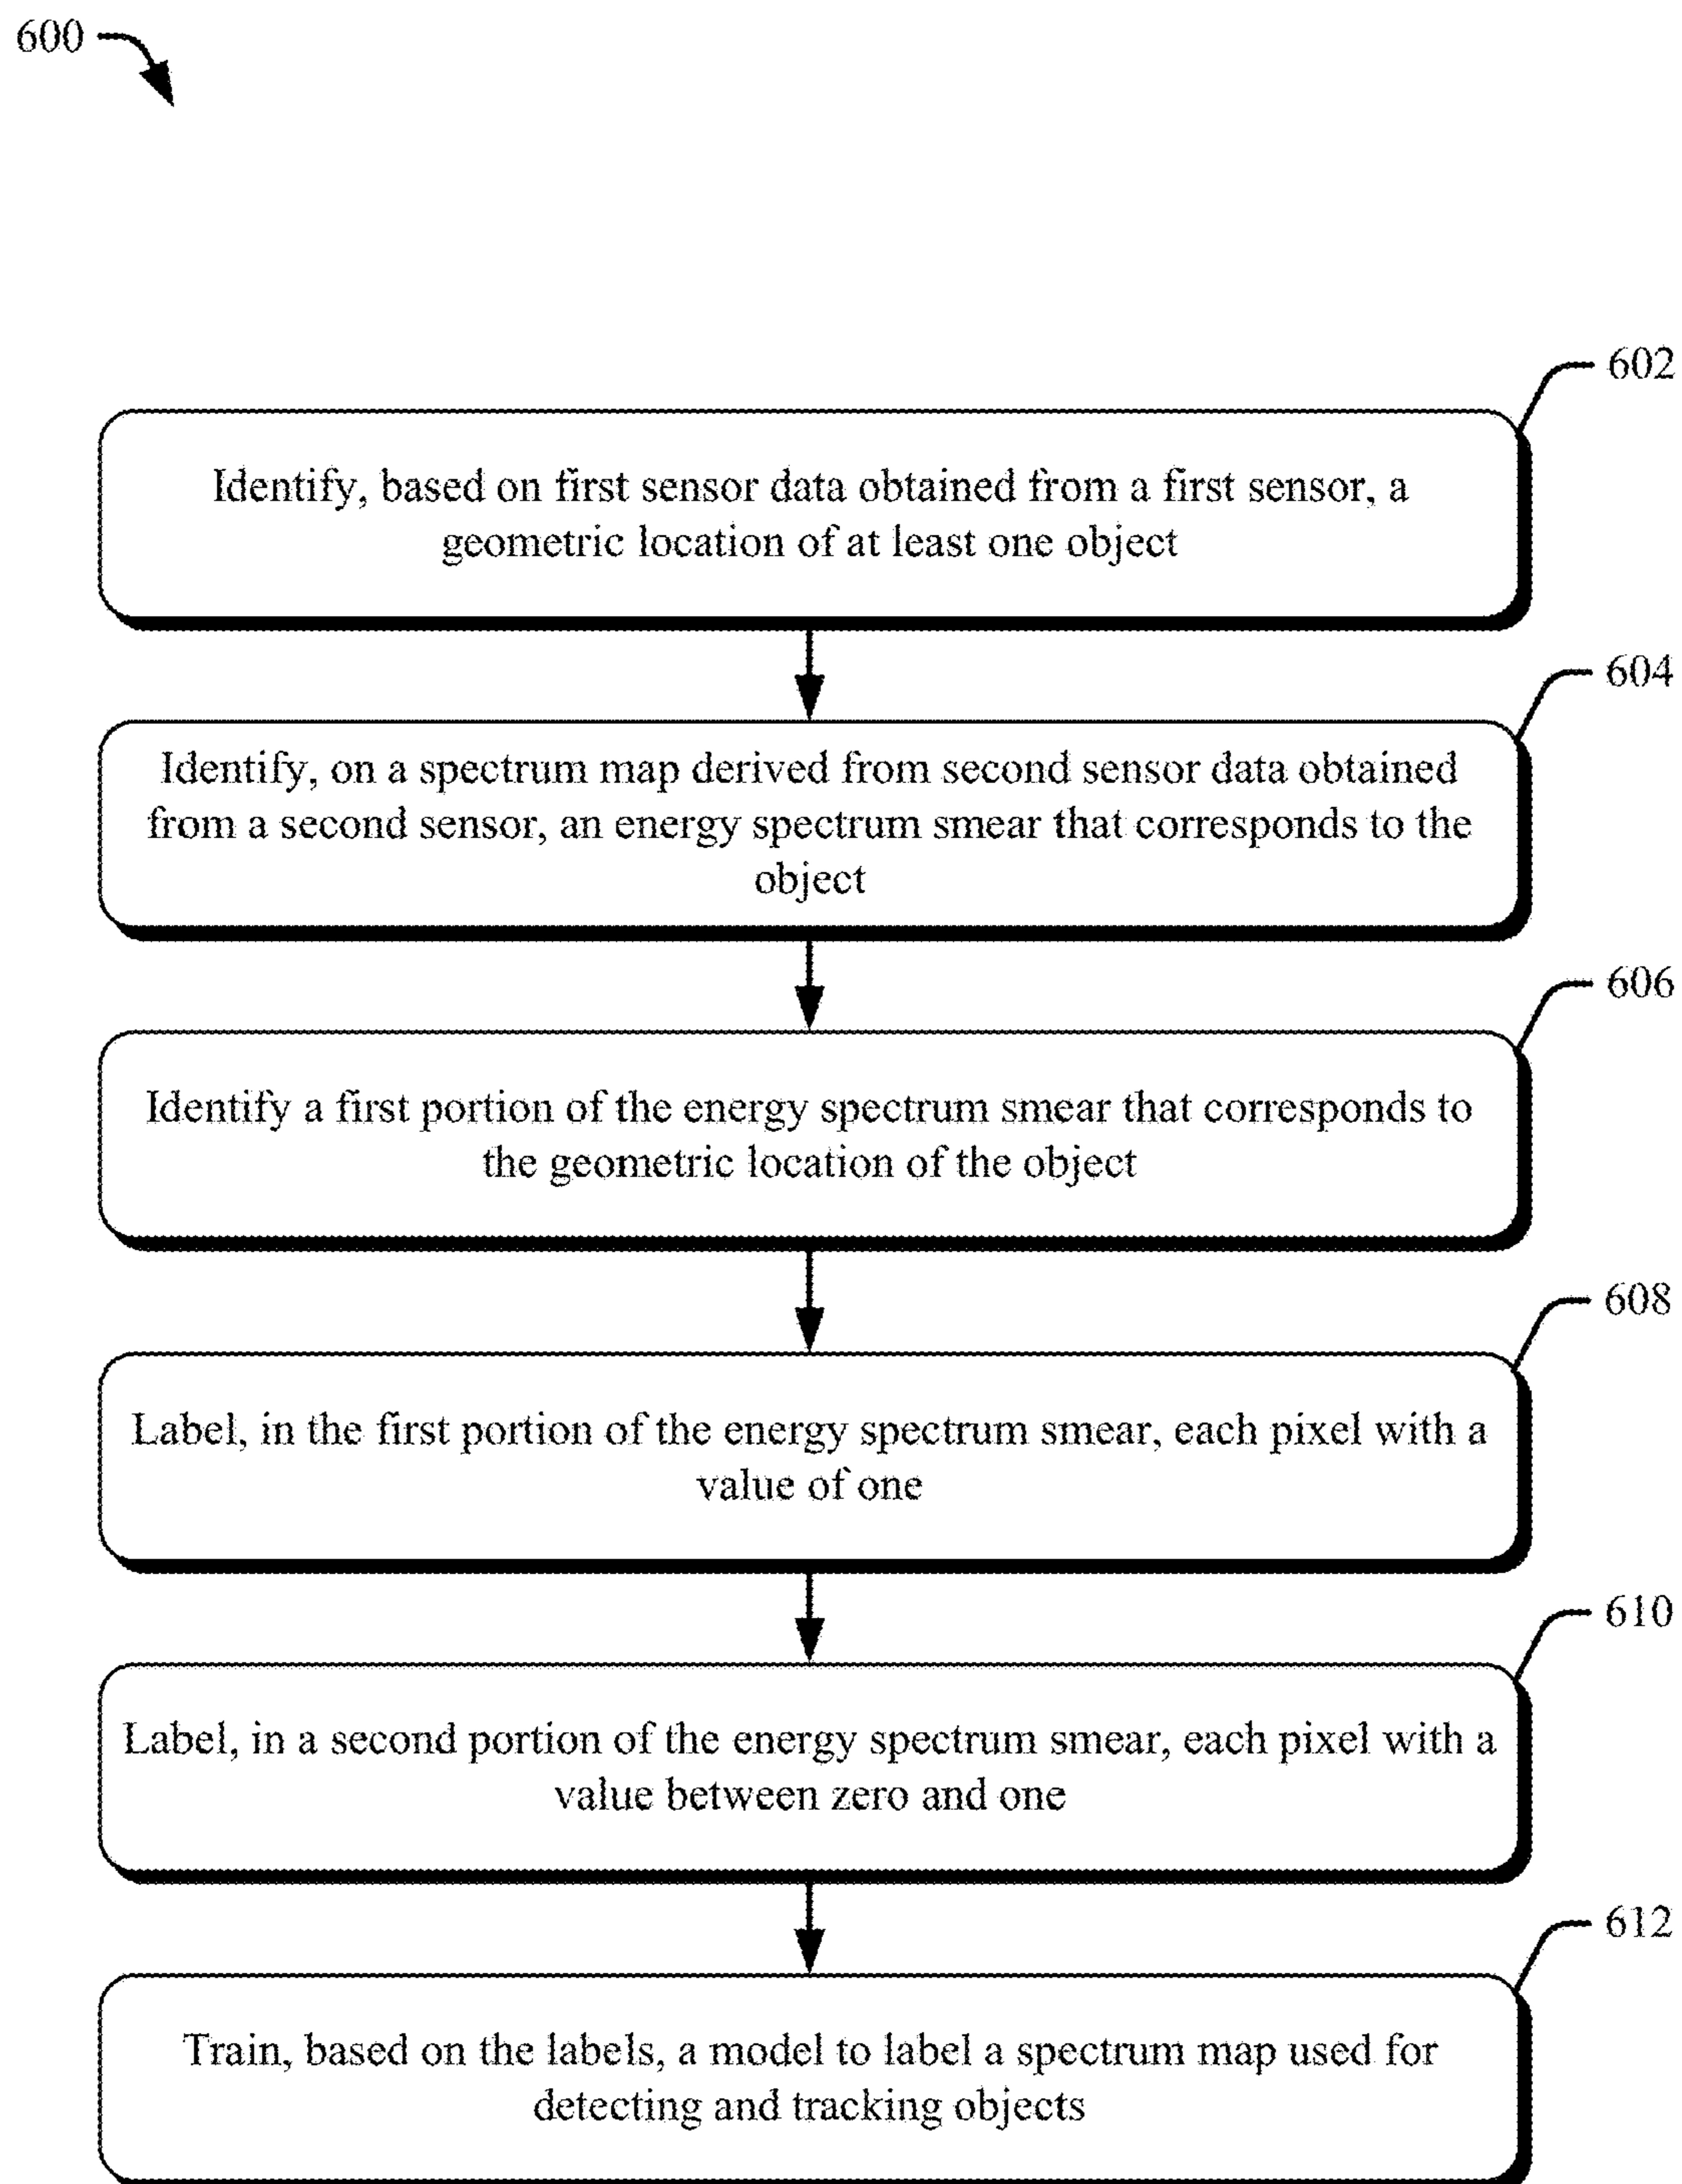 600
602
Identify, based on first sensor data obtained from a first sensor, a
geometric location of at least one object
604
Identify, on a spectrum map derived from second sensor data obtained
from a second sensor, an energy spectrum smear that corresponds to the
object
606
Identify a first portion of the energy spectrum smear that corresponds to
the geometric location of the object
608
Label, in the first portion of the energy spectrum smear, each pixel with a
value of one
610
Label, in a second portion of the energy spectrum smear, each pixel with a
value between zero and one
612
Train, based on the labels, a model to label a spectrum map used for
detecting and tracking objects